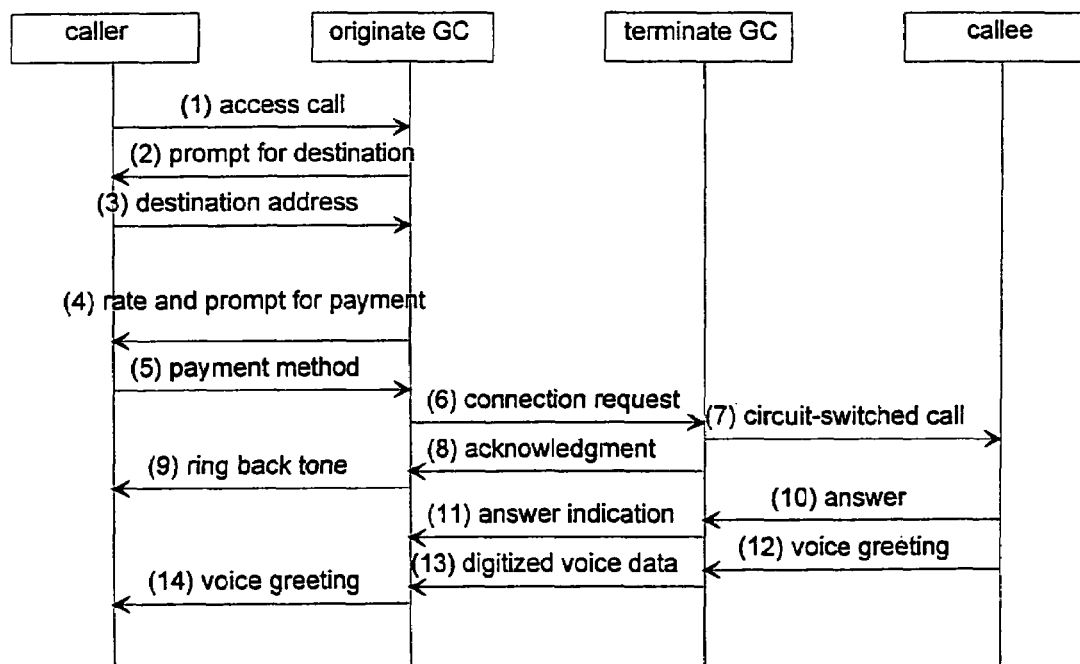 caller
originate GC
terminate GC
callee
(1) access call
(2) prompt for destination
(3) destination address
(4) rate and prompt for payment
(5) payment method
(6) connection request
(7) circuit-switched call
(8) acknowledgment
(9) ring back tone
(10) answer
(11) answer indication
(12) voice greeting
(13) digitized voice data
(14) voice greeting